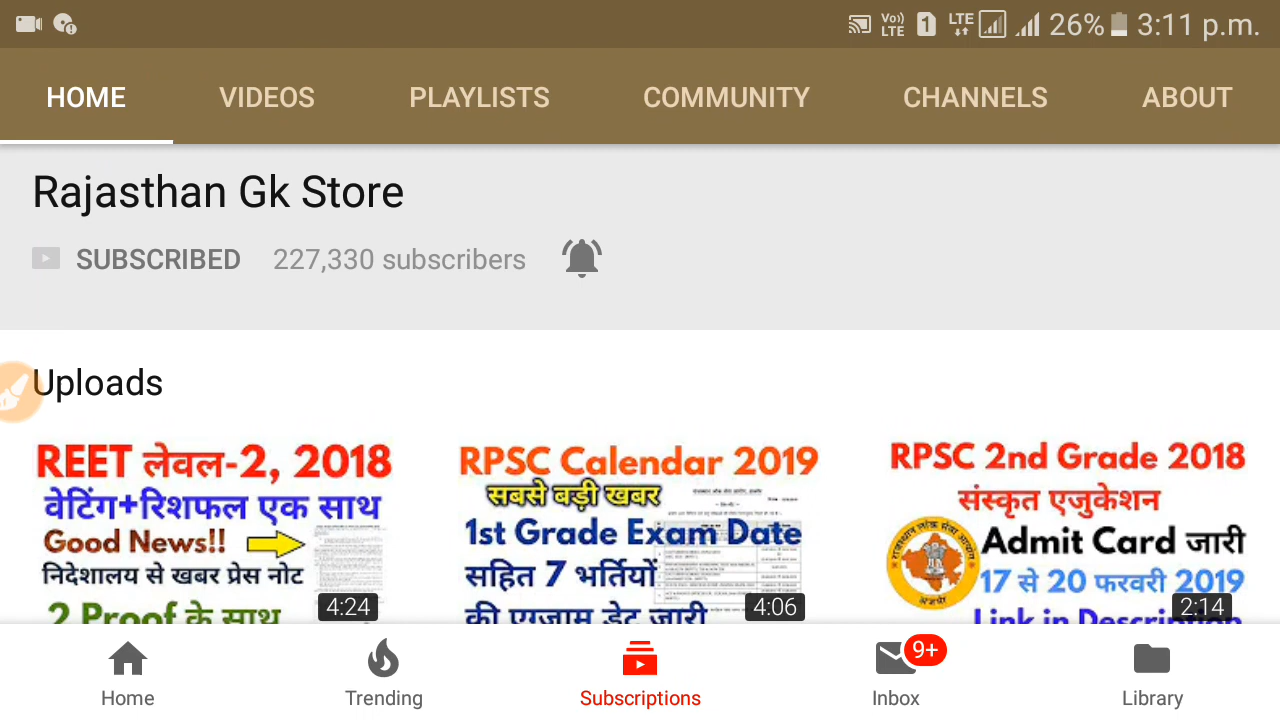 Vo)) LTE 1 LTE 26% 3:11 p.m.
HOME VIDEOS PLAYLISTS COMMUNITY CHANNELS ABOUT
Rajasthan Gk Store
SUBSCRIBED 227,330 subscribers
Uploads
REET लेवल-2, 2018
वेटिंग+रिशफल एक साथ
Good News!!
निदेशालय से खबर प्रेस नोट
2 Proof के साथ
4:24
RPSC Calendar 2019
सबसे बड़ी खबर
1st Grade Exam Date
सहित 7 भर्तियों
की एग्जाम डेट जारी
4:06
RPSC 2nd Grade 2018
संस्कृत एजुकेशन
Admit Card जारी
17 से 20 फरवरी 2019
Link in Description
2:14
Home Trending Subscriptions Inbox 9+ Library